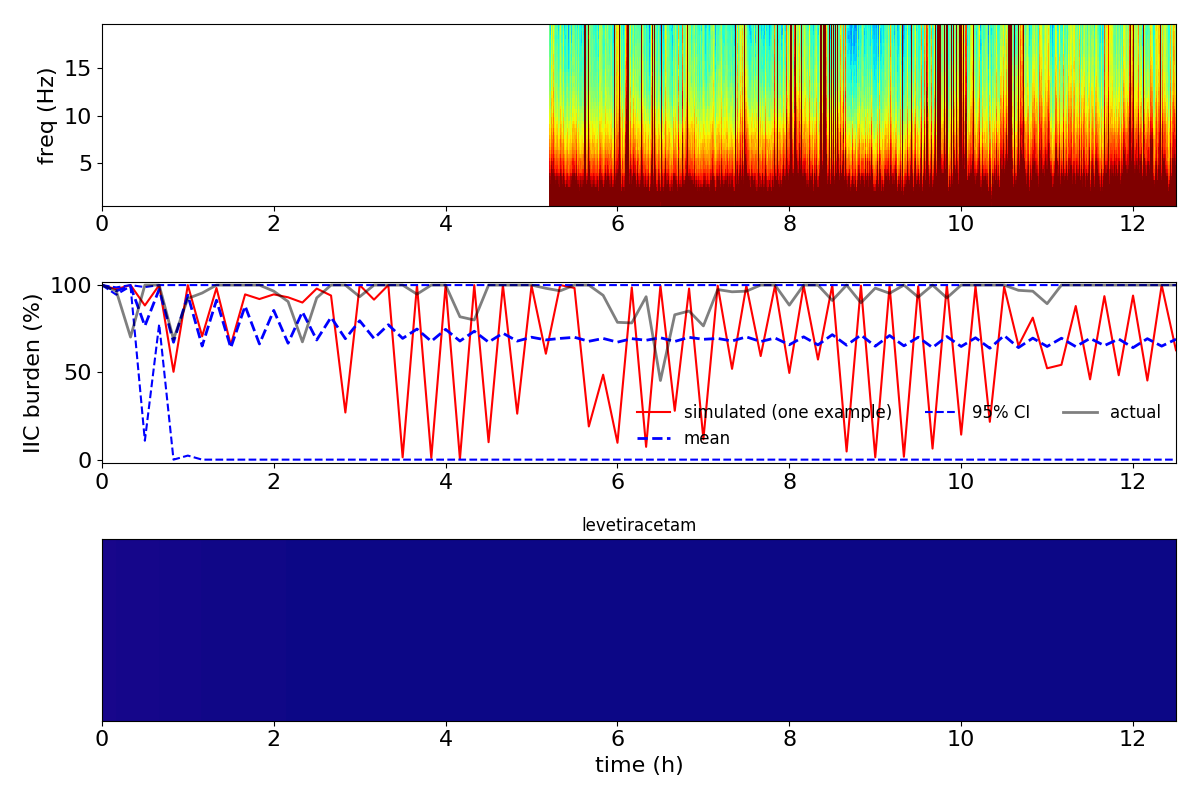 freq (Hz)
15
10
5
0 2 4 6 8 10 12
IIC burden (%)
100
50
0
simulated (one example) 95% CI actual
mean
0 2 4 6 8 10 12
levetiracetam
0 2 4 6 8 10 12
time (h)